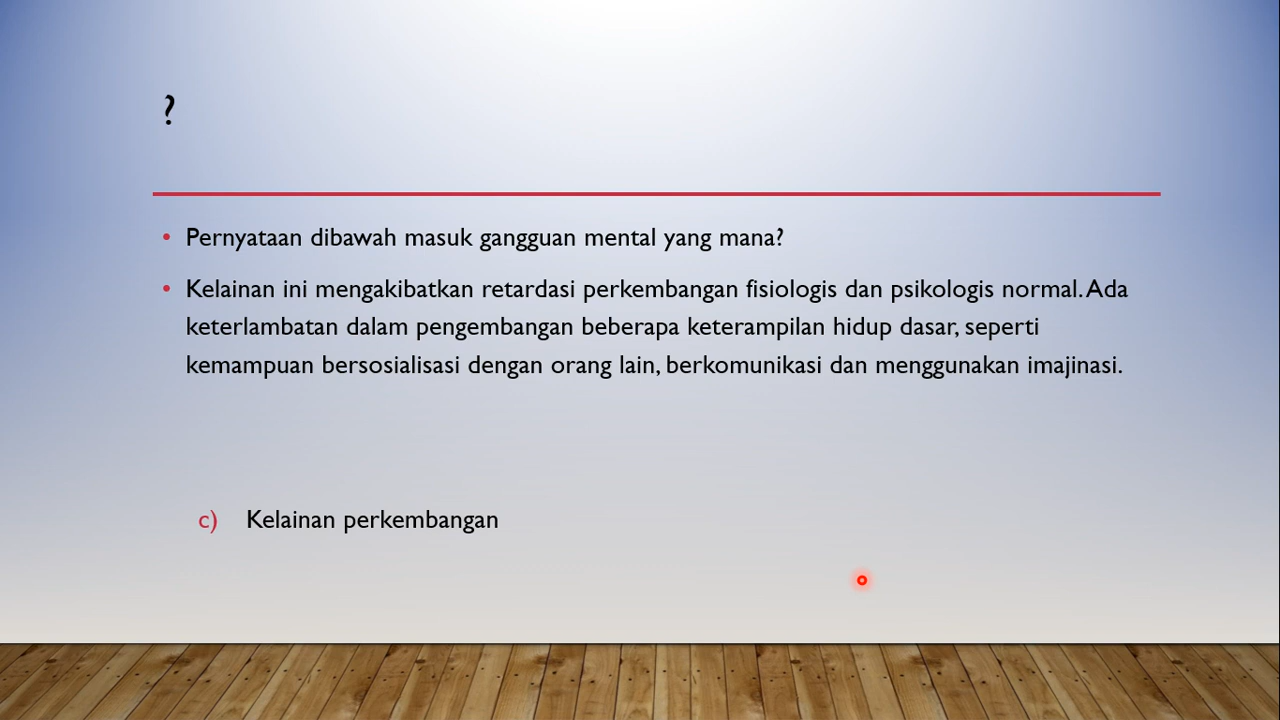 ?
• Pernyataan dibawah masuk gangguan mental yang mana?
• Kelainan ini mengakibatkan retardasi perkembangan fisiologis dan psikologis normal. Ada
keterlambatan dalam pengembangan beberapa keterampilan hidup dasar, seperti
kemampuan bersosialisasi dengan orang lain, berkomunikasi dan menggunakan imajinasi.
c) Kelainan perkembangan